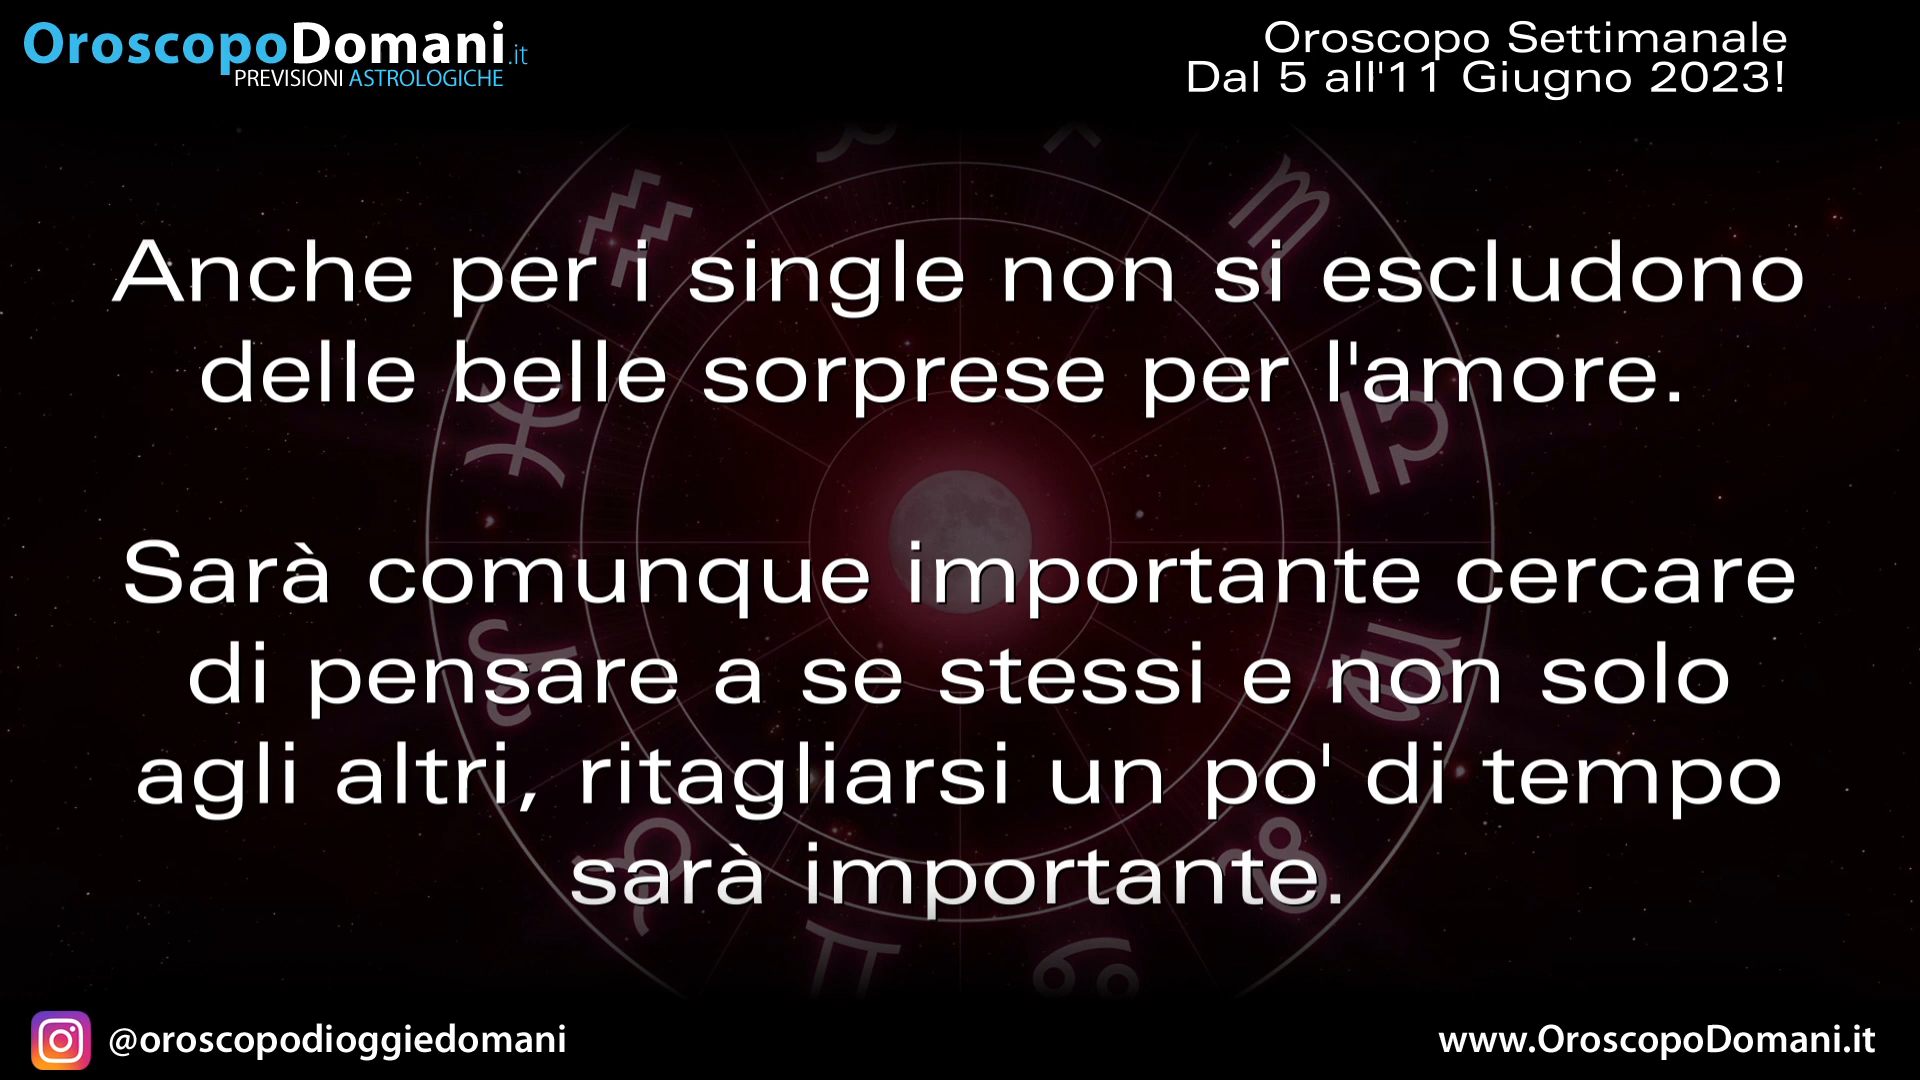 OroscopoDomani.it
PREVISIONI ASTROLOGICHE
Oroscopo Settimanale
Dal 5 all'11 Giugno 2023!
Anche per i single non si escludono
delle belle sorprese per l'amore.
Sarà comunque importante cercare
di pensare a se stessi e non solo
agli altri, ritagliarsi un po' di tempo
sarà importante.
@oroscopodioggiedomani
www.OroscopoDomani.it